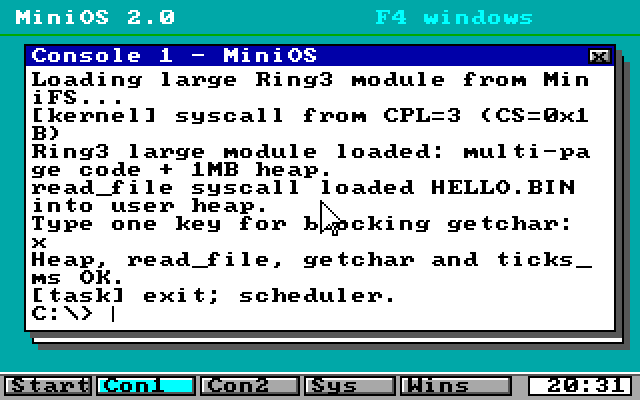 MiniOS 2.0 F4 windows
Console 1 - MiniOS
Loading large Ring3 module from Min
iFS...
[kernel] syscall from CPL=3 (CS=0x1
B)
Ring3 large module loaded: multi-pa
ge code + 1MB heap.
read_file syscall loaded HELLO.BIN
into user heap.
Type one key for blocking getchar:
x
Heap, read_file, getchar and ticks_
ms OK.
[task] exit; scheduler.
C:\> |
Start Con1 Con2 Sys Wins 20:31